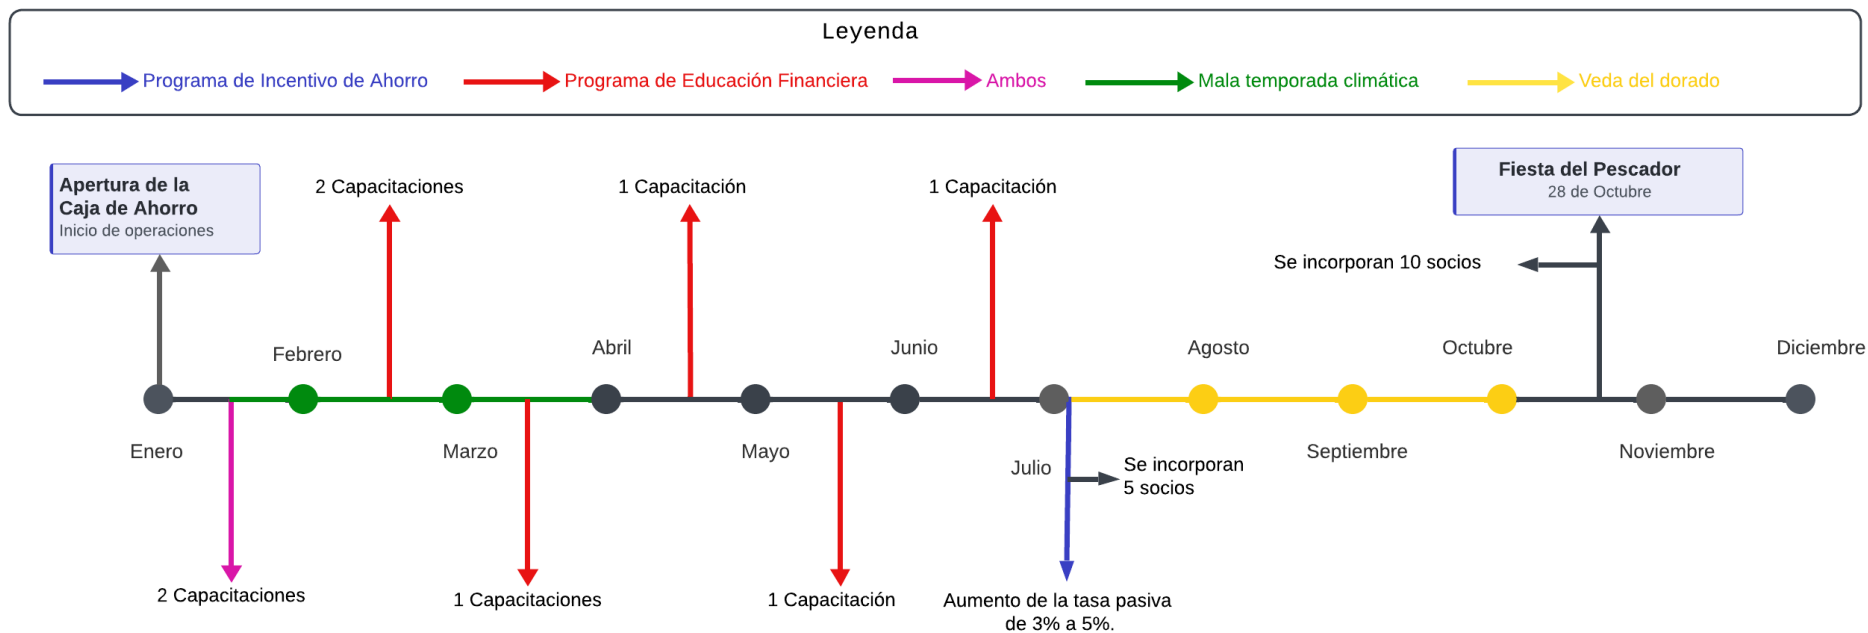 Leyenda
Programa de Incentivo de Ahorro
Programa de Educación Financiera
Ambos
Mala temporada climática
Veda del dorado
Apertura de la
Caja de Ahorro
Inicio de operaciones
2 Capacitaciones
1 Capacitación
1 Capacitación
Fiesta del Pescador
28 de Octubre
Se incorporan 10 socios
Febrero
Abril
Junio
Agosto
Octubre
Diciembre
Enero
Marzo
Mayo
Julio
Septiembre
Noviembre
Se incorporan
5 socios
2 Capacitaciones
1 Capacitaciones
1 Capacitación
Aumento de la tasa pasiva
de 3% a 5%.